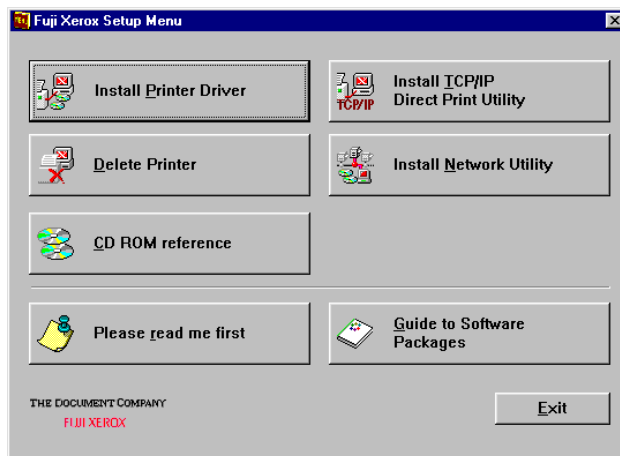 Fuji Xerox Setup Menu
Install Printer Driver
Install TCP/IP
Direct Print Utility
TCP/IP
Delete Printer
Install Network Utility
CD ROM reference
Please read me first
Guide to Software
Packages
THE DOCUMENT COMPANY
FUJI XEROX
Exit